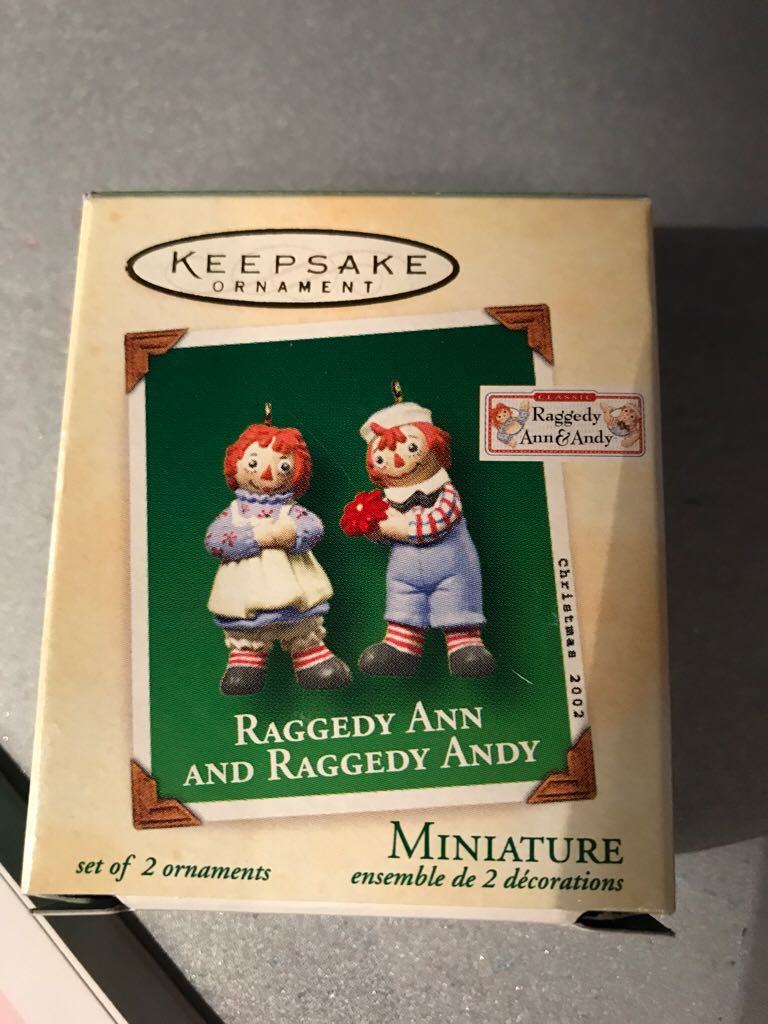 KEEPSAKE
ORNAMENT
CLASSIC
Raggedy
Ann & Andy
Christmas 2002
RAGGEDY ANN
AND RAGGEDY ANDY
MINIATURE
set of 2 ornaments
ensemble de 2 décorations